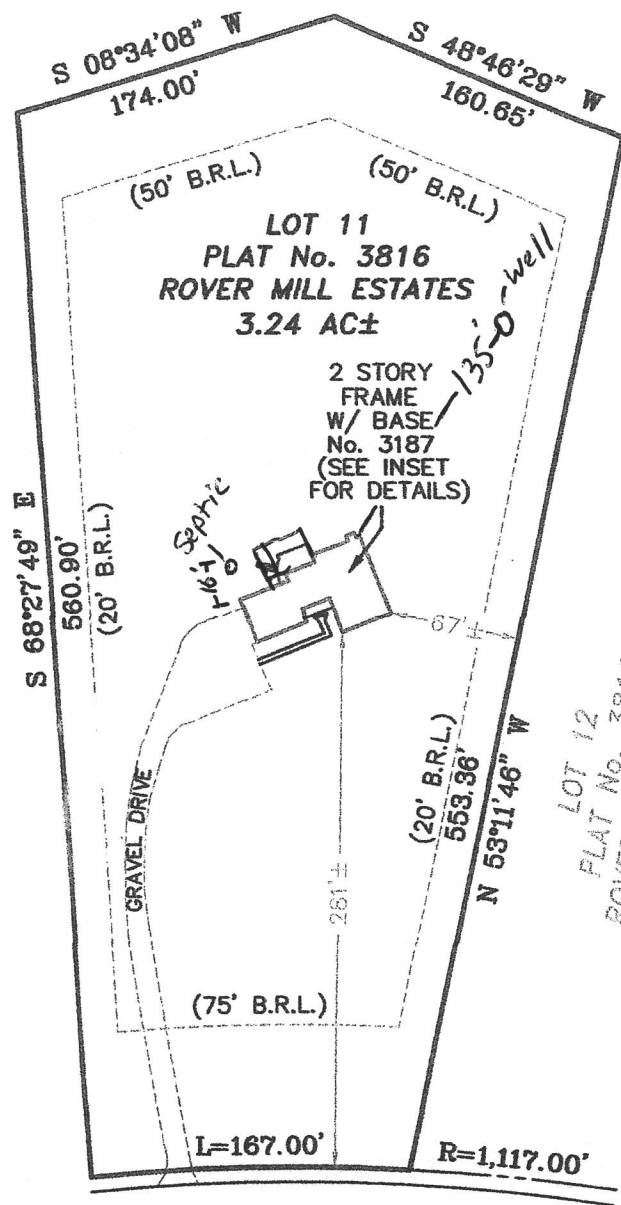 S 08°34'08" W
174.00'
S 48°46'29" W
160.65'
(50' B.R.L.)
(50' B.R.L.)
LOT 11
PLAT No. 3816
ROVER MILL ESTATES
3.24 AC±
135'
well
2 STORY
FRAME
W/ BASE
No. 3187
(SEE INSET
FOR DETAILS)
Septic
S 68°27'49" E
560.90'
(20' B.R.L.)
67'±
(20' B.R.L.)
553.36'
N 53°11'46" W
LOT 12
PLAT No.
GRAVEL DRIVE
281'±
(75' B.R.L.)
L=167.00'
R=1,117.00'